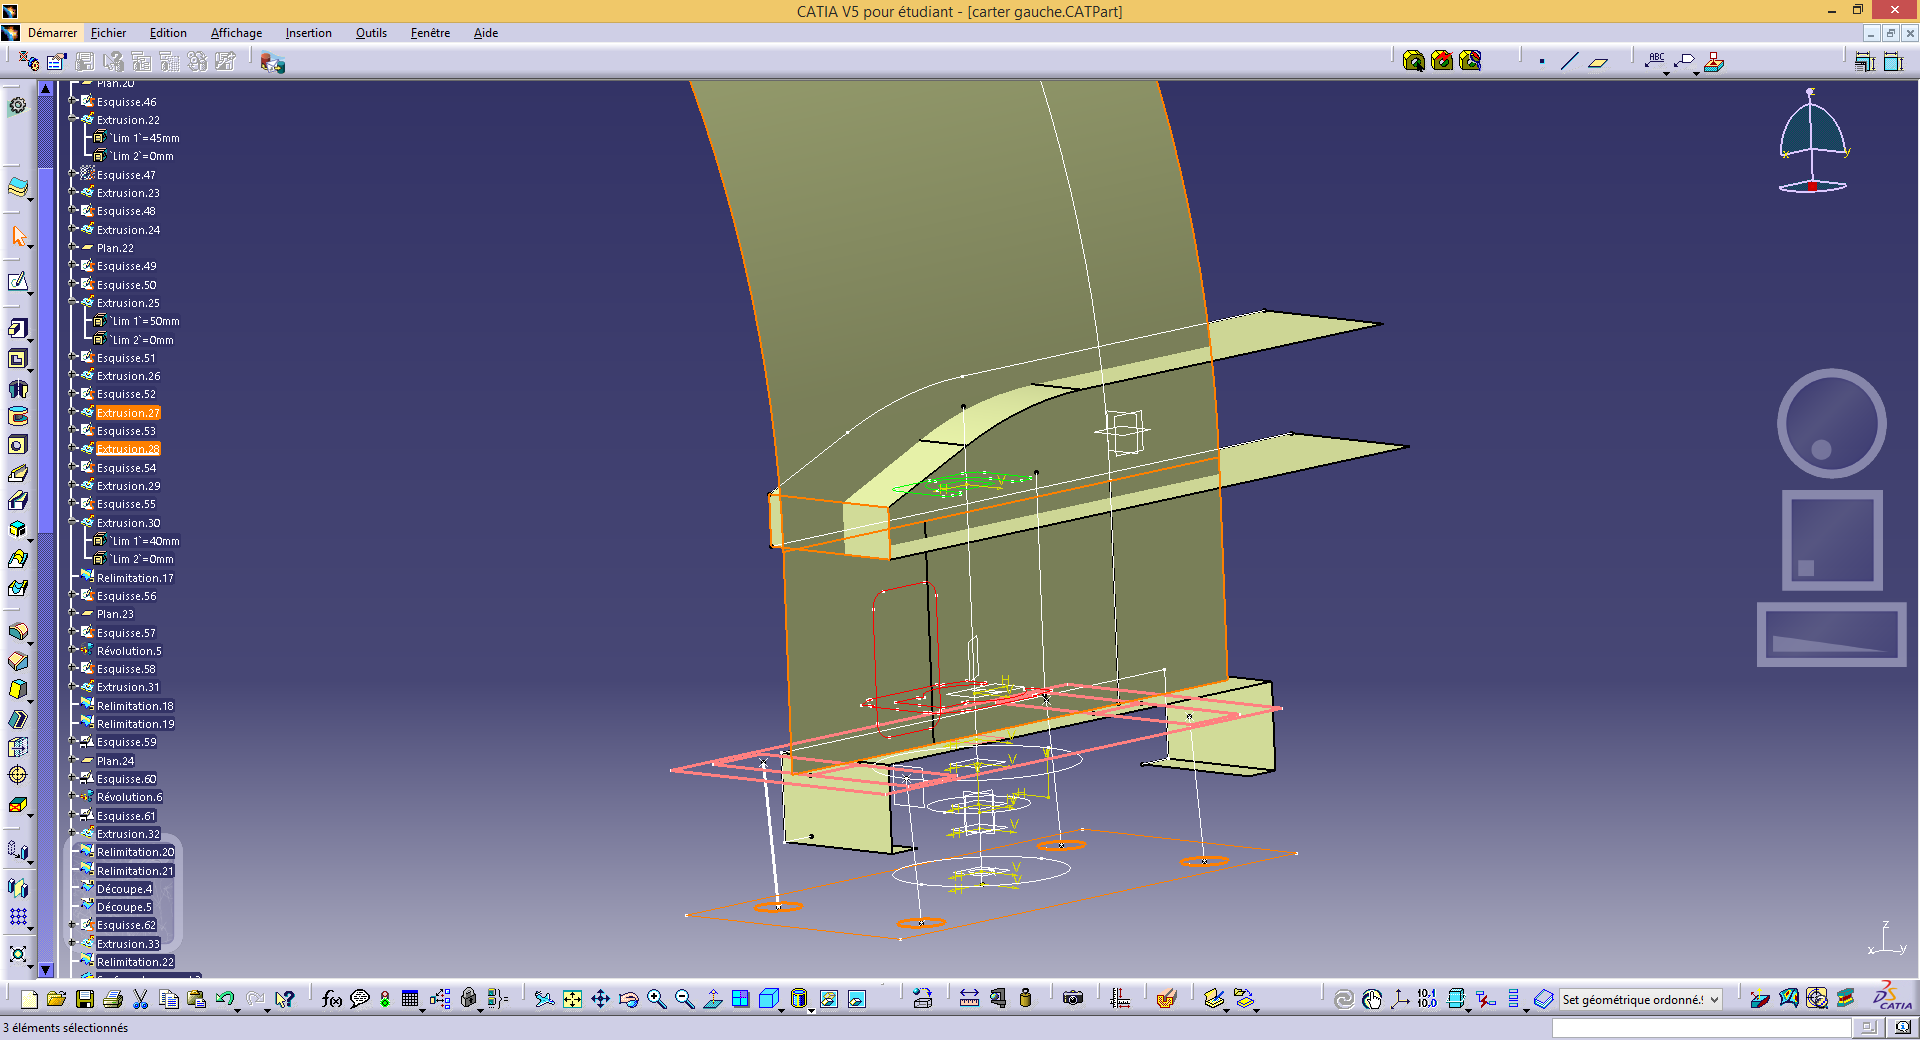 CATIA V5 pour étudiant - [carter gauche.CATPart]
Démarrer Fichier Edition Affichage Insertion Outils Fenêtre Aide
ABC
Plan.20
Esquisse.46
Extrusion.22
`Lim 1`=45mm
`Lim 2`=0mm
Esquisse.47
Extrusion.23
Esquisse.48
Extrusion.24
Plan.22
Esquisse.49
Esquisse.50
Extrusion.25
`Lim 1`=50mm
`Lim 2`=0mm
Esquisse.51
Extrusion.26
Esquisse.52
Extrusion.27
Esquisse.53
Extrusion.28
Esquisse.54
Extrusion.29
Esquisse.55
Extrusion.30
`Lim 1`=40mm
`Lim 2`=0mm
Relimitation.17
Esquisse.56
Plan.23
Esquisse.57
Révolution.5
Esquisse.58
Extrusion.31
Relimitation.18
Relimitation.19
Esquisse.59
Plan.24
Esquisse.60
Révolution.6
Esquisse.61
Extrusion.32
Relimitation.20
Relimitation.21
Découpe.4
Découpe.5
Esquisse.62
Extrusion.33
Relimitation.22
z
x y
H V
H
V
V
V
H
V
V
V
z
x y
f(x)
10.1
10,0
Set géométrique ordonné.!
CATIA
3 éléments sélectionnés